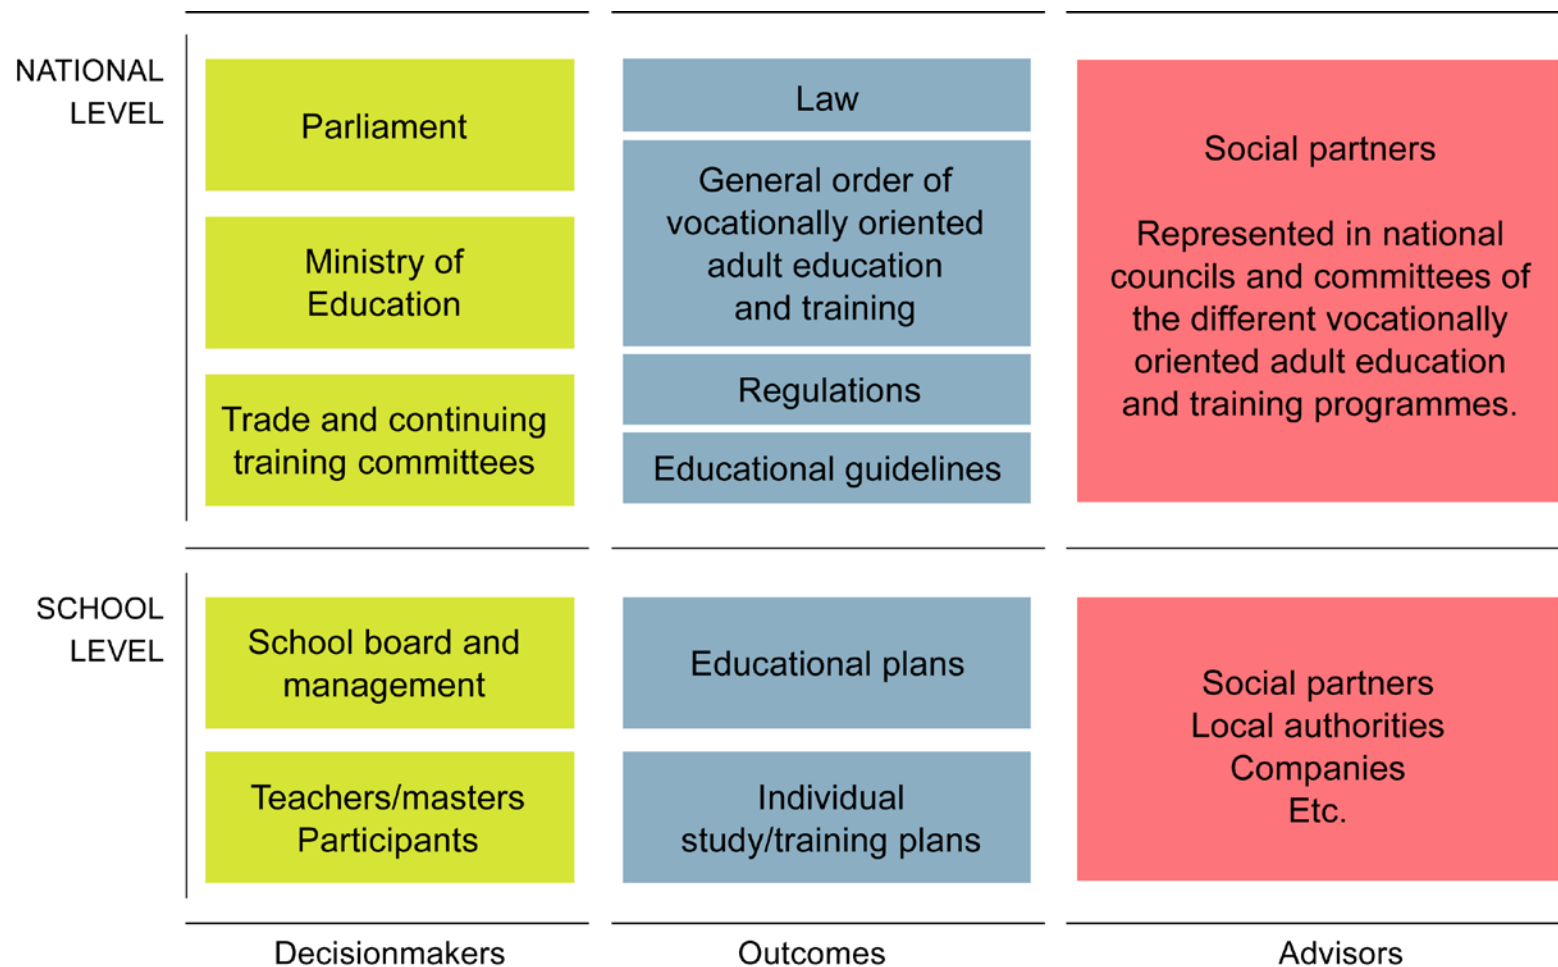 NATIONAL
LEVEL
Parliament
Ministry of
Education
Trade and continuing
training committees
Law
General order of
vocationally oriented
adult education
and training
Regulations
Educational guidelines
Social partners
Represented in national
councils and committees of
the different vocationally
oriented adult education
and training programmes.
SCHOOL
LEVEL
School board and
management
Teachers/masters
Participants
Educational plans
Individual
study/training plans
Social partners
Local authorities
Companies
Etc.
Decisionmakers
Outcomes
Advisors